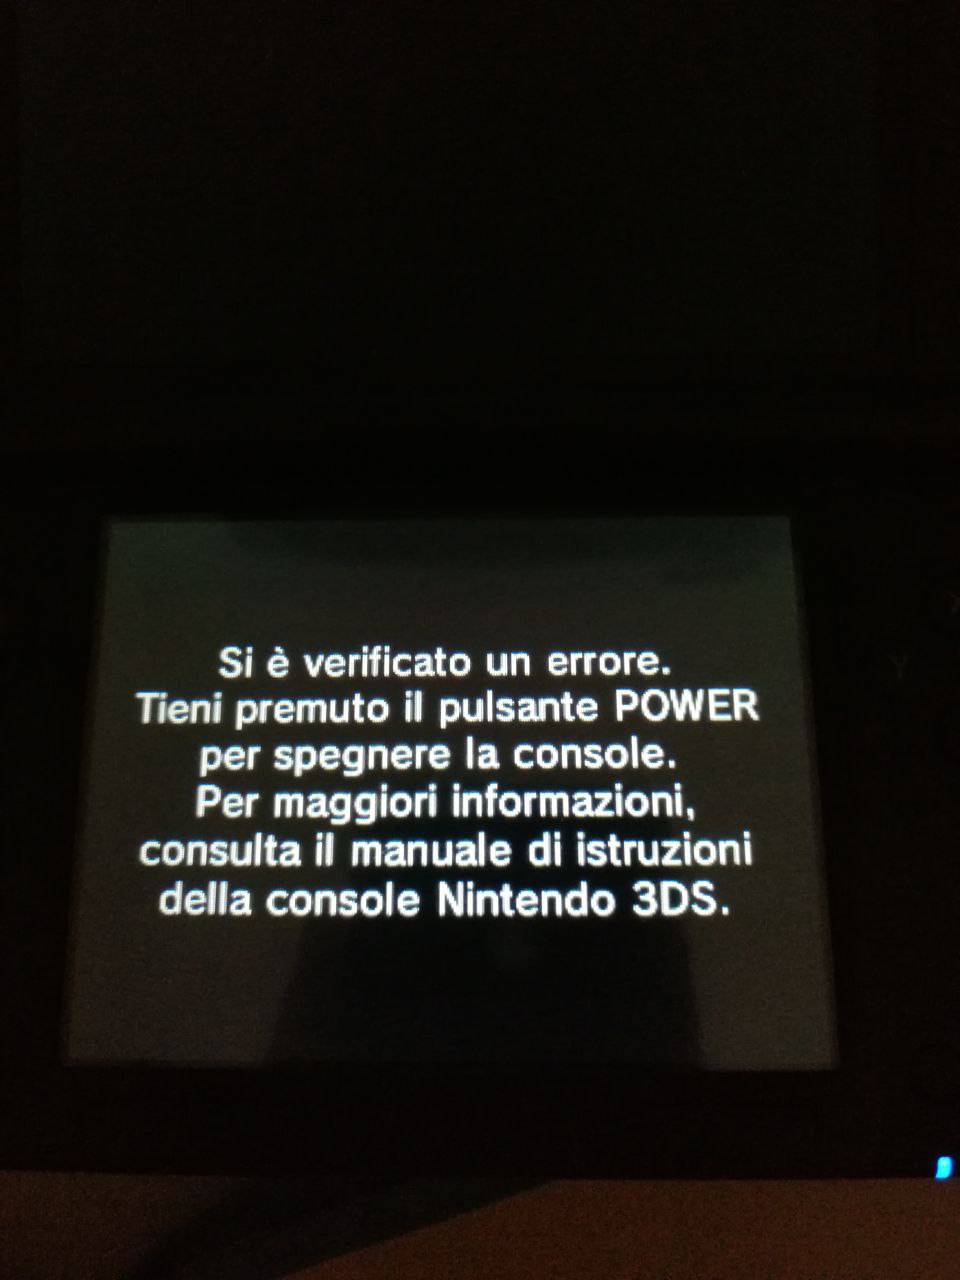 Si è verificato un errore.
Tieni premuto il pulsante POWER
per spegnere la console.
Per maggiori informazioni,
consulta il manuale di istruzioni
della console Nintendo 3DS.
Y